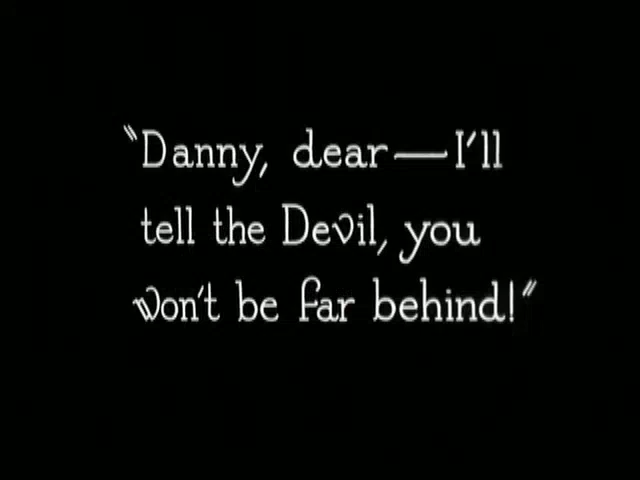 "Danny, dear—I'll
tell the Devil, you
won't be far behind!"